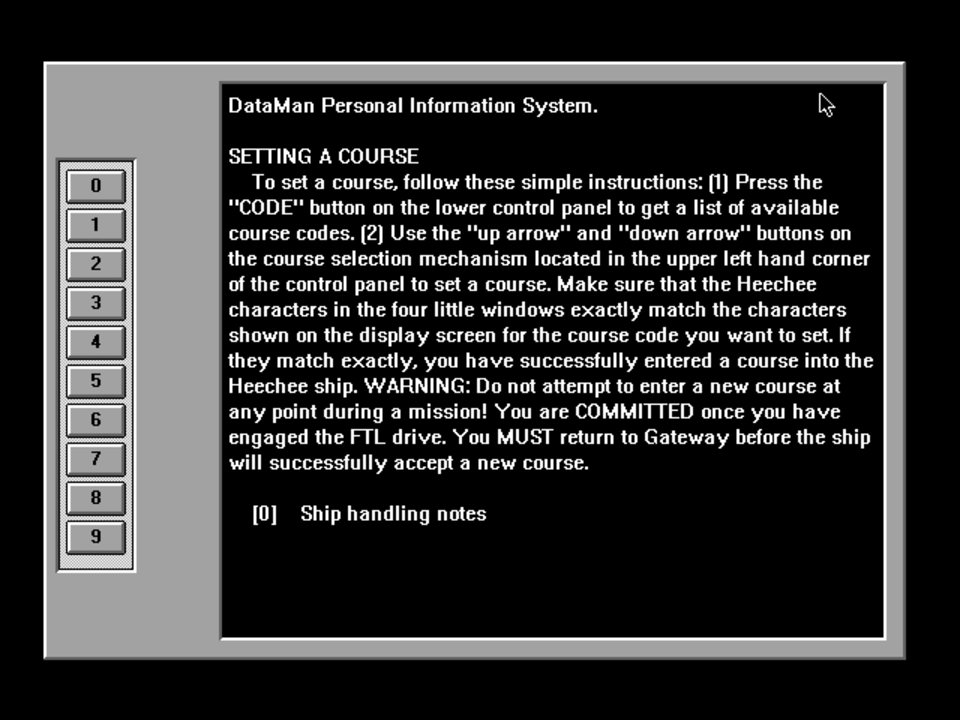 DataMan Personal Information System.
SETTING A COURSE
To set a course, follow these simple instructions: (1) Press the
"CODE" button on the lower control panel to get a list of available
course codes. (2) Use the "up arrow" and "down arrow" buttons on
the course selection mechanism located in the upper left hand corner
of the control panel to set a course. Make sure that the Heechee
characters in the four little windows exactly match the characters
shown on the display screen for the course code you want to set. If
they match exactly, you have successfully entered a course into the
Heechee ship. WARNING: Do not attempt to enter a new course at
any point during a mission! You are COMMITTED once you have
engaged the FTL drive. You MUST return to Gateway before the ship
will successfully accept a new course.
[0] Ship handling notes
0
1
2
3
4
5
6
7
8
9